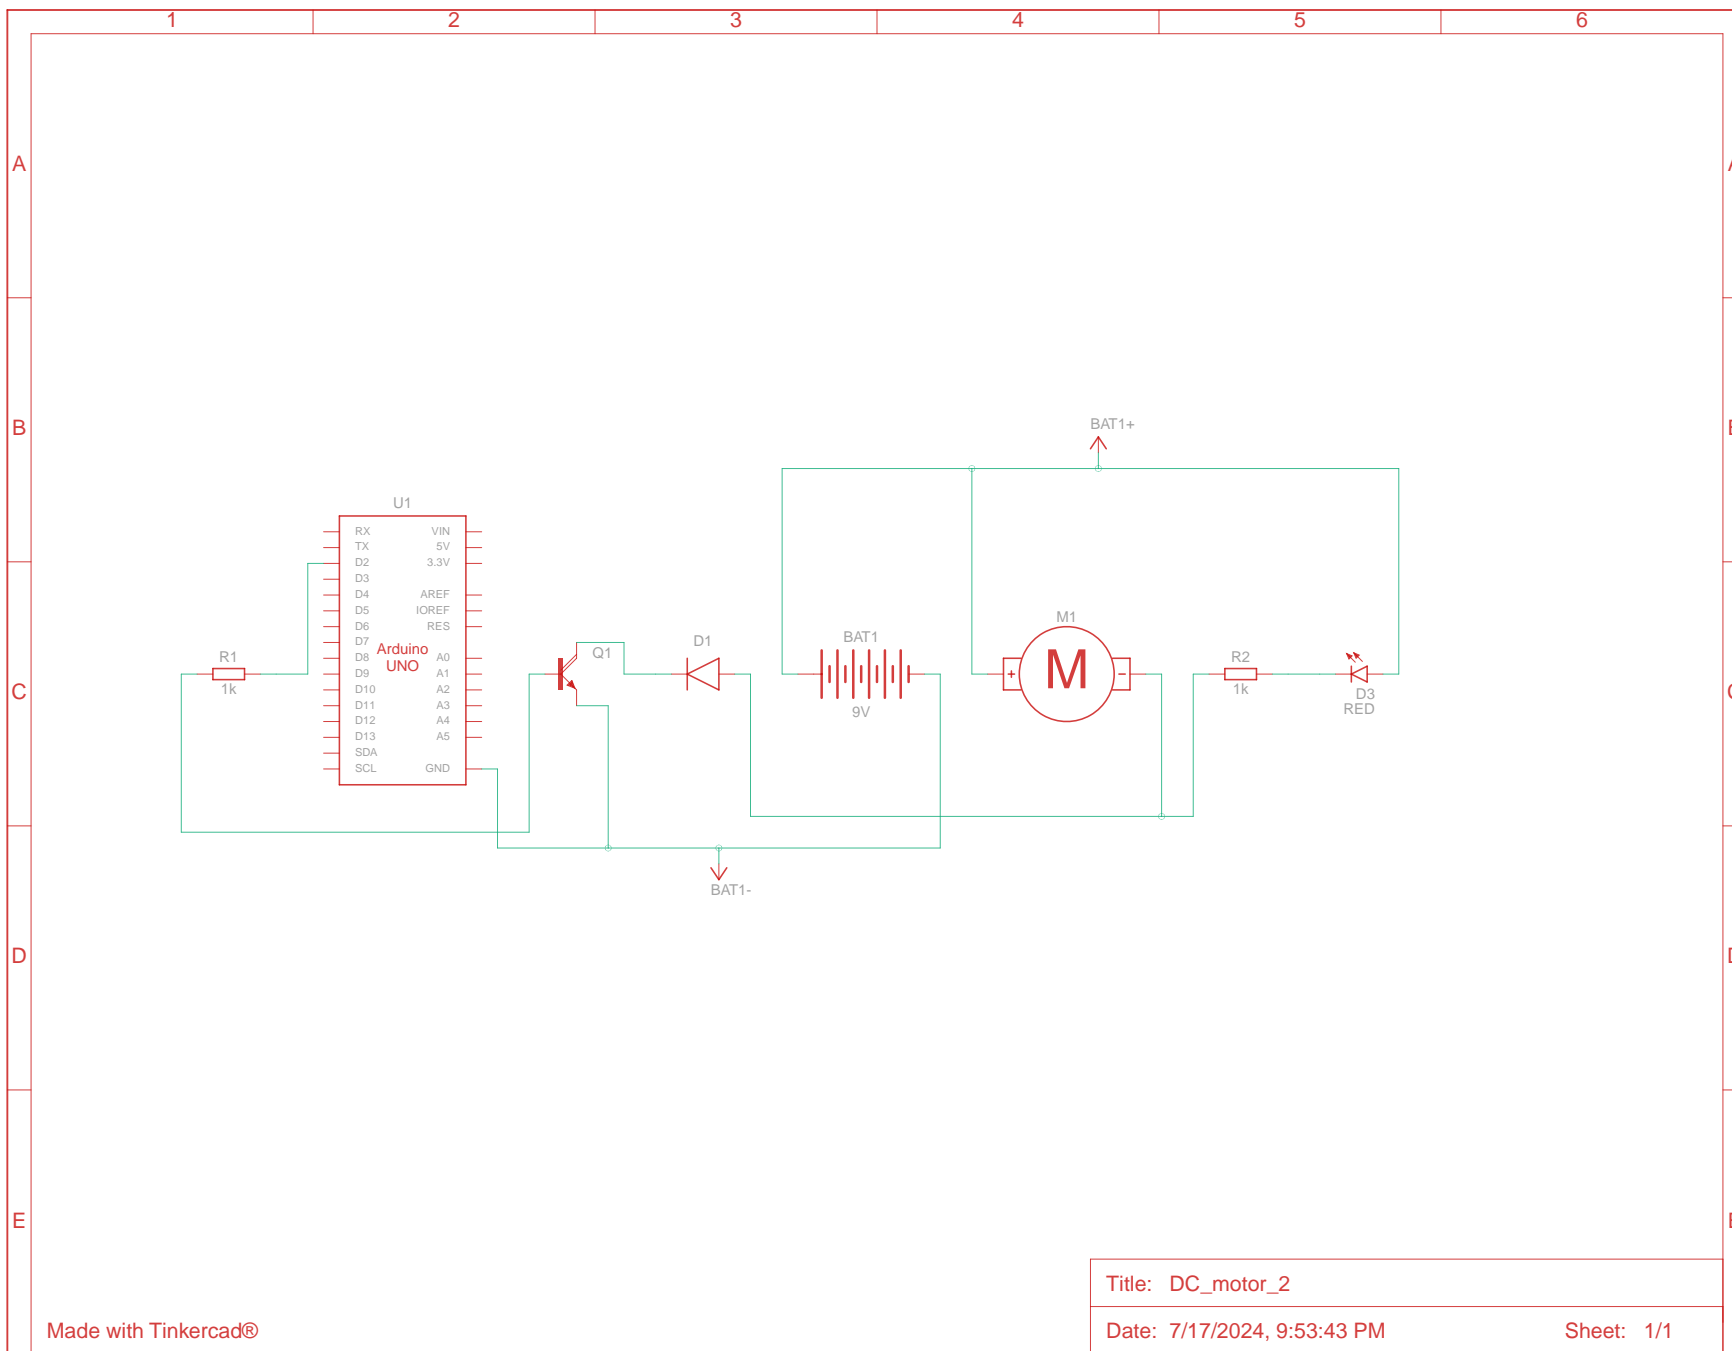 1 2 3 4 5 6
A A
B B
BAT1+
U1
RX VIN
TX 5V
D2 3.3V
D3
D4 AREF
D5 IOREF
D6 RES
D7
Arduino
UNO
D8 A0
D9 A1
D10 A2
D11 A3
D12 A4
D13 A5
SDA
SCL GND
R1
1k
Q1
D1
BAT1
9V
M1
M
+ -
R2
1k
D3
RED
C C
BAT1-
D D
E E
Title: DC_motor_2
Made with Tinkercad®
Date: 7/17/2024, 9:53:43 PM Sheet: 1/1